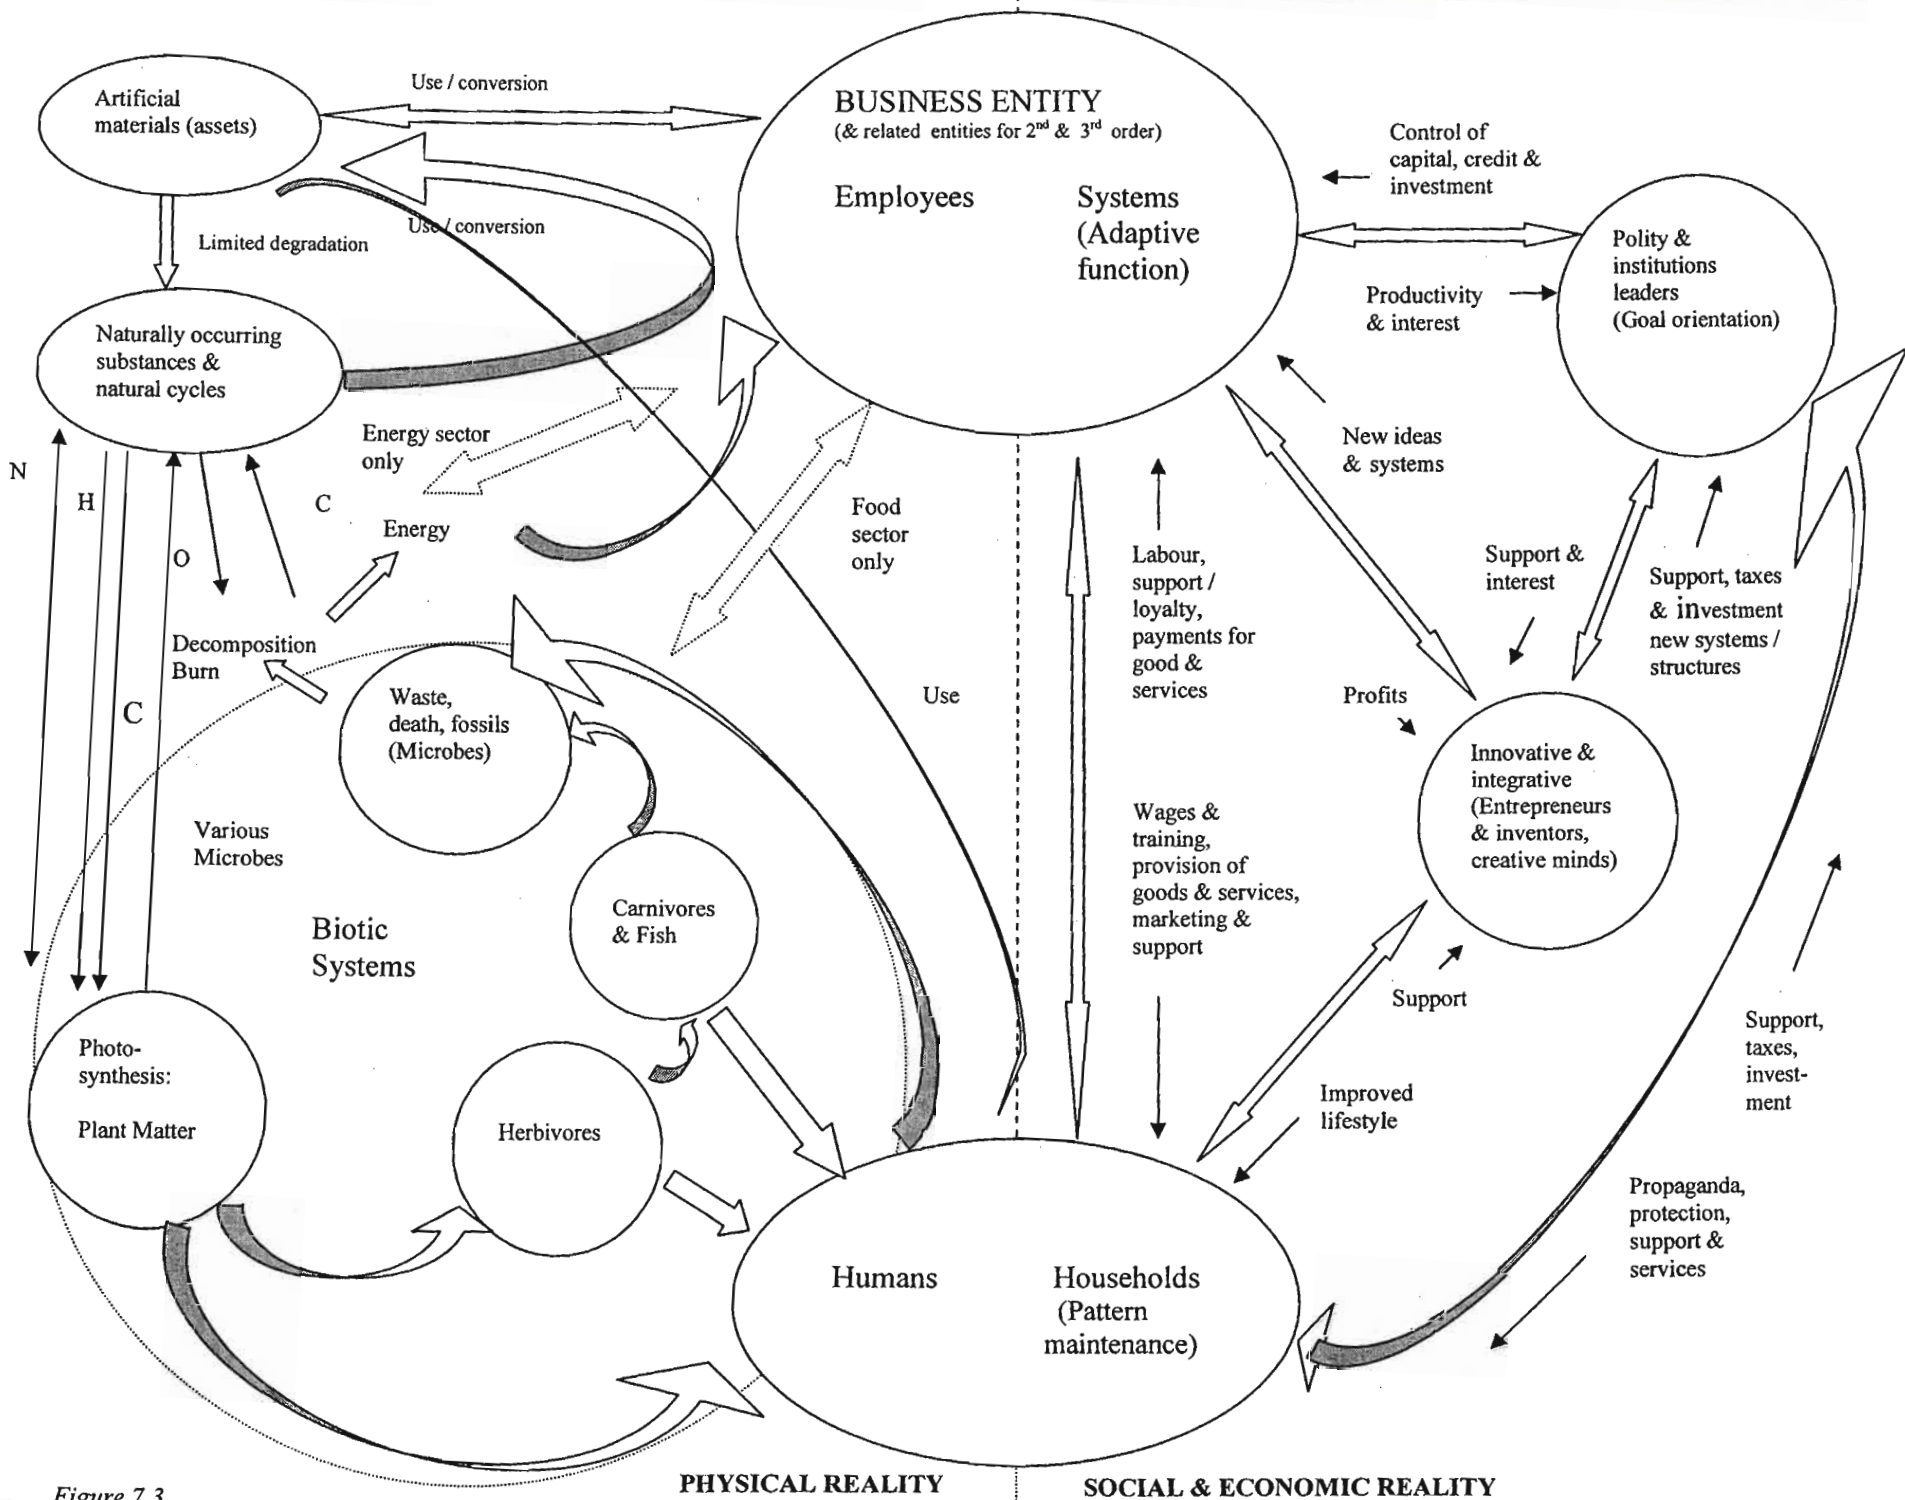 Artificial
materials (assets)
Use / conversion
BUSINESS ENTITY
(& related entities for 2nd & 3rd order)
Employees
Systems
(Adaptive
function)
Control of
capital, credit &
investment
Polity &
institutions
leaders
(Goal orientation)
Productivity
& interest
Use / conversion
Limited degradation
Naturally occurring
substances &
natural cycles
Energy sector
only
New ideas
& systems
N
H
C
O
C
Energy
Food
sector
only
Labour,
support /
loyalty,
payments for
good &
services
Support &
interest
Support, taxes
& investment
new systems /
structures
Decomposition
Burn
Waste,
death, fossils
(Microbes)
Use
Profits
Innovative &
integrative
(Entrepreneurs
& inventors,
creative minds)
Various
Microbes
Wages &
training,
provision of
goods & services,
marketing &
support
Biotic
Systems
Carnivores
& Fish
Support
Photo-
synthesis:
Plant Matter
Herbivores
Improved
lifestyle
Support,
taxes,
invest-
ment
Propaganda,
protection,
support &
services
Humans
Households
(Pattern
maintenance)
PHYSICAL REALITY
SOCIAL & ECONOMIC REALITY
Figure 7.3